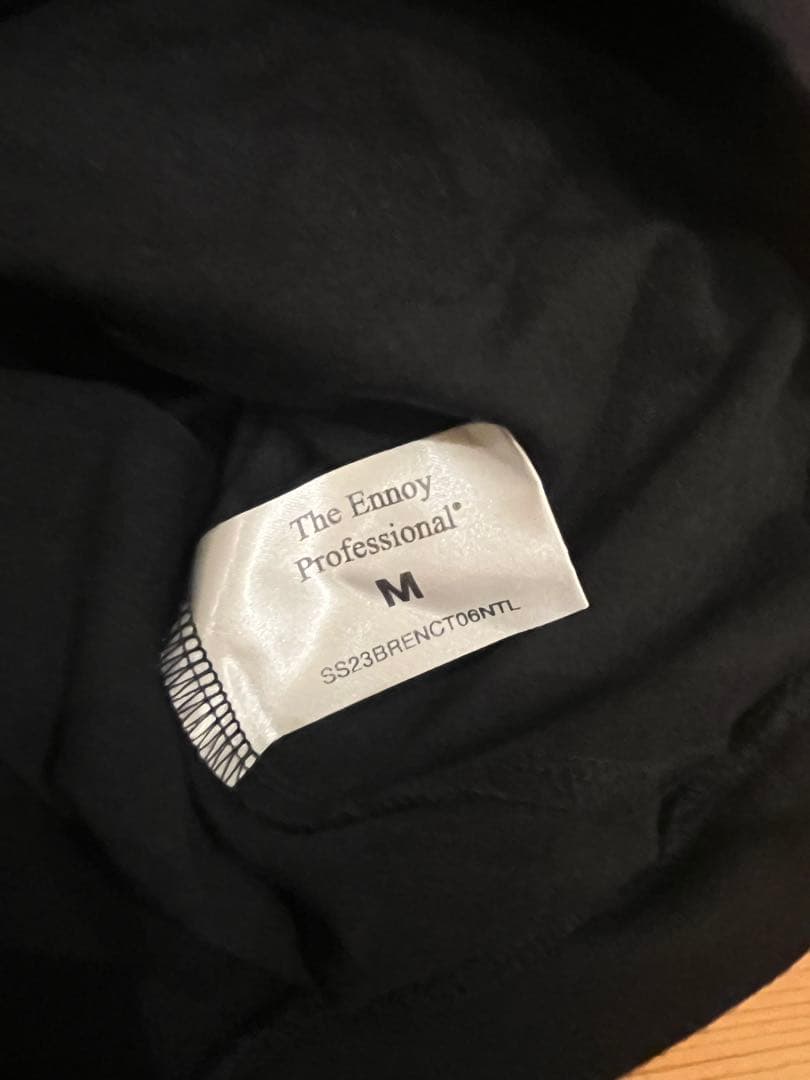 The Ennoy
Professional®
M
SS23BRENCT06NTL